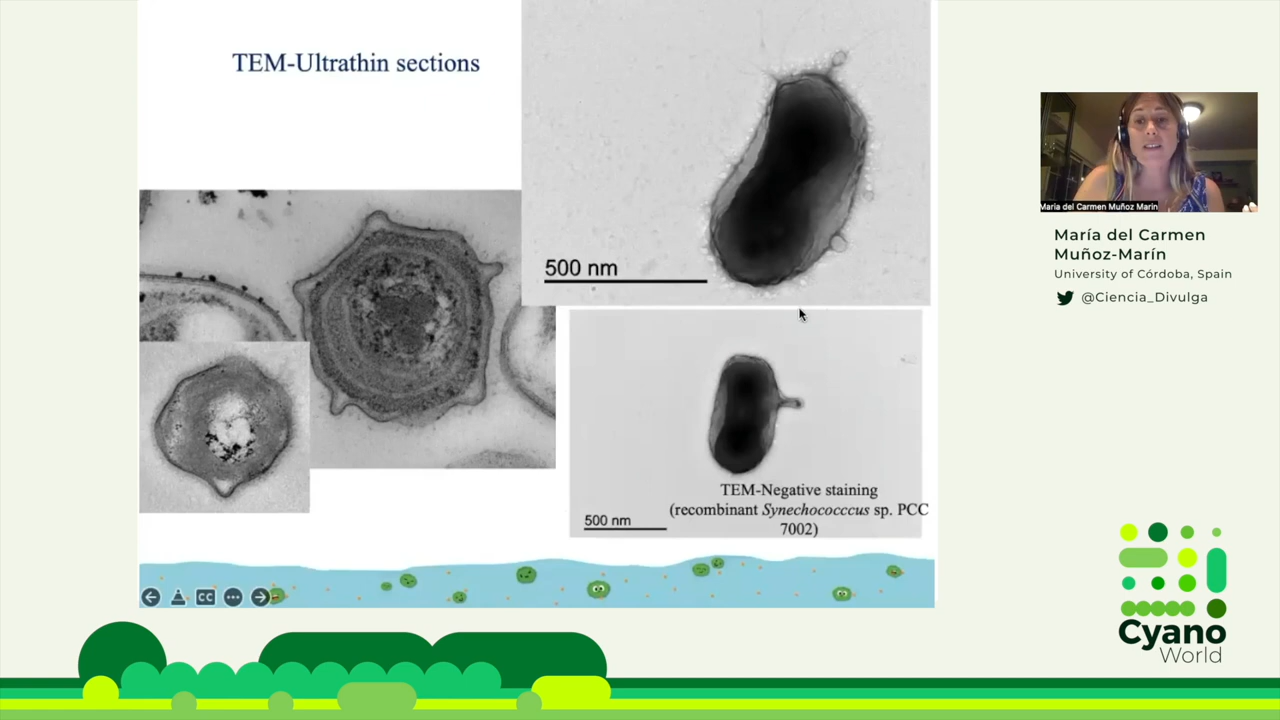 TEM-Ultrathin sections
500 nm
500 nm
TEM-Negative staining
(recombinant Synechococccus sp. PCC
7002)
CC
María del Carmen Muñoz Marín
María del Carmen
Muñoz-Marín
University of Córdoba, Spain
@Ciencia_Divulga
Cyano
World